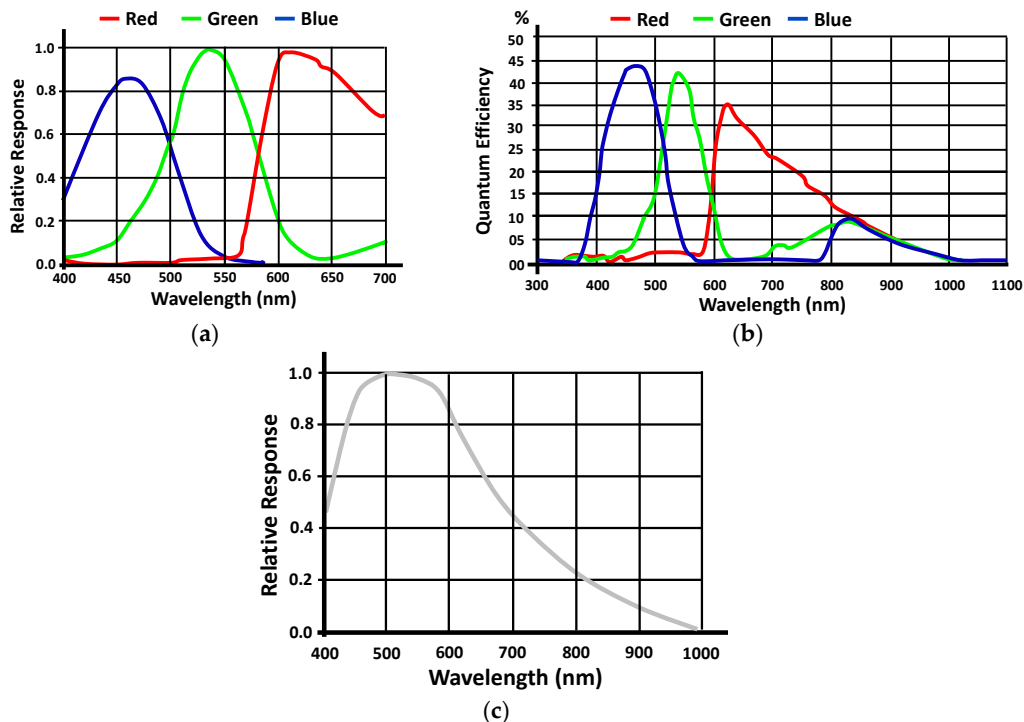 Red Green Blue
Relative Response
1.0
0.8
0.6
0.4
0.2
0.0
400 450 500 550 600 650 700
Wavelength (nm)
(a)
Red Green Blue
%
Quantum Efficiency
50
45
40
35
30
25
20
15
10
05
00
300 400 500 600 700 800 900 1000 1100
Wavelength (nm)
(b)
Relative Response
1.0
0.8
0.6
0.4
0.2
0.0
400 500 600 700 800 900 1000
Wavelength (nm)
(c)